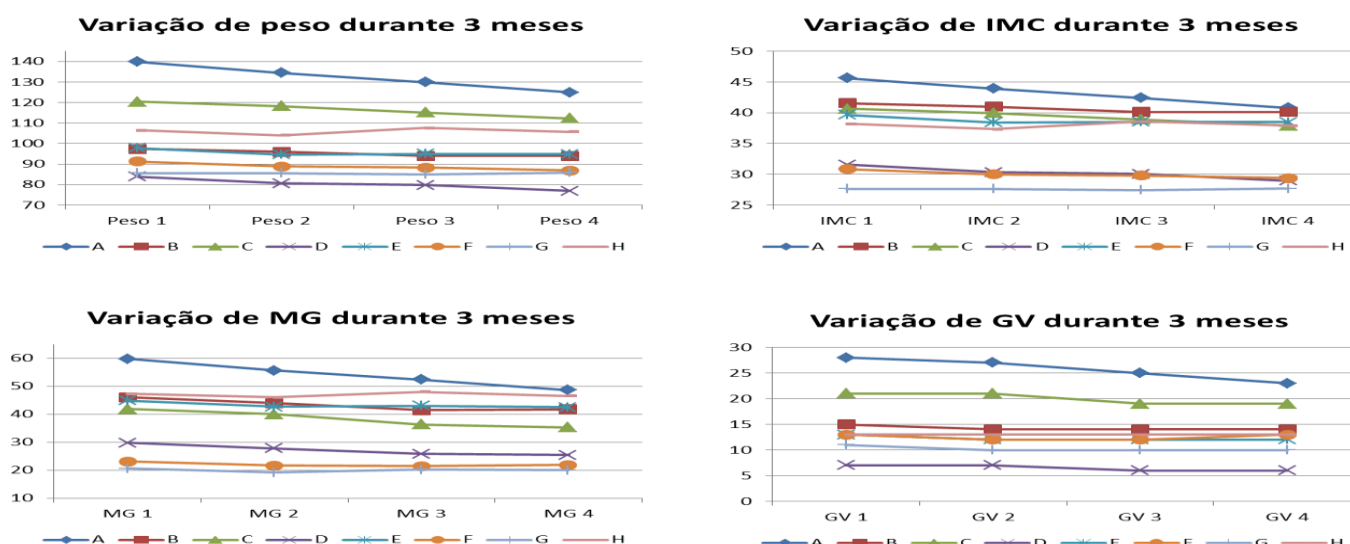 Variação de peso durante 3 meses
140
130
120
110
100
90
80
70
Peso 1 Peso 2 Peso 3 Peso 4
A B C D E F G H
Variação de IMC durante 3 meses
50
45
40
35
30
25
IMC 1 IMC 2 IMC 3 IMC 4
A B C D E F G H
Variação de MG durante 3 meses
60
50
40
30
20
10
MG 1 MG 2 MG 3 MG 4
A B C D E F G H
Variação de GV durante 3 meses
30
25
20
15
10
5
0
GV 1 GV 2 GV 3 GV 4
A B C D E F G H